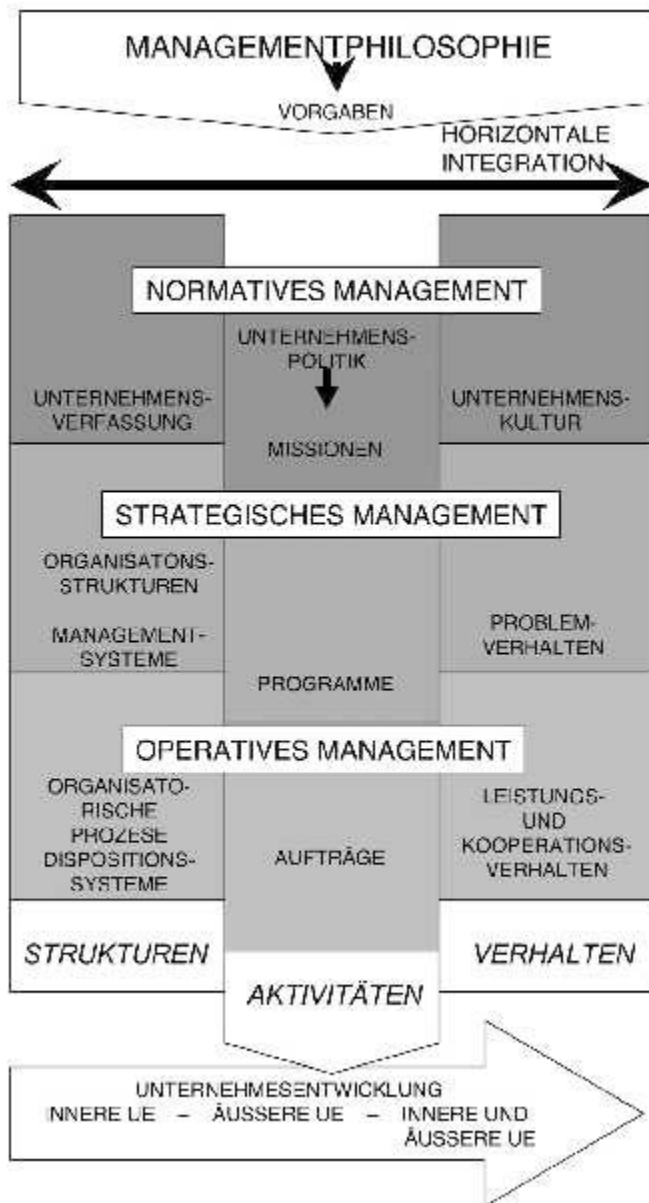 MANAGEMENTPHILOSOPHIE
VORGABEN
HORIZONTALE
INTEGRATION
NORMATIVES MANAGEMENT
UNTERNEHMENS-
POLITIK
UNTERNEHMENS-
VERFASSUNG
UNTERNEHMENS-
KULTUR
MISSIONEN
STRATEGISCHES MANAGEMENT
ORGANISATONS-
STRUKTUREN
MANAGEMENT-
SYSTEME
PROBLEM-
VERHALTEN
PROGRAMME
OPERATIVES MANAGEMENT
ORGANISATO-
RISCHE
PROZESE
DISPOSITIONS-
SYSTEME
AUFTRÄGE
LEISTUNGS-
UND
KOOPERATIONS-
VERHALTEN
STRUKTUREN
AKTIVITÄTEN
VERHALTEN
UNTERNEHMESENTWICKLUNG
INNERE UE – ÄUSSERE UE – INNERE UND
ÄUSSERE UE